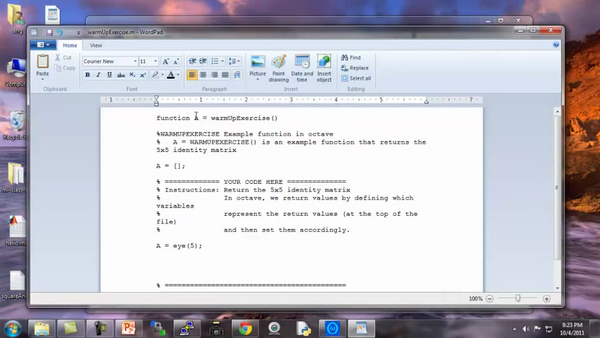 warmUpExercise.m - WordPad
Home View
Cut
Copy
Paste
Clipboard
Courier New 11
Font
Paragraph
Picture
Paint drawing
Date and time
Insert object
Insert
Find
Replace
Select all
Editing
function A = warmUpExercise()
%WARMUPEXERCISE Example function in octave
% A = WARMUPEXERCISE() is an example function that returns the
5x5 identity matrix
A = [];
% ============= YOUR CODE HERE ==============
% Instructions: Return the 5x5 identity matrix
% In octave, we return values by defining which
variables
% represent the return values (at the top of the
file)
% and then set them accordingly.
A = eye(5);
% ===========================================
100%
8:23 PM
10/4/2011